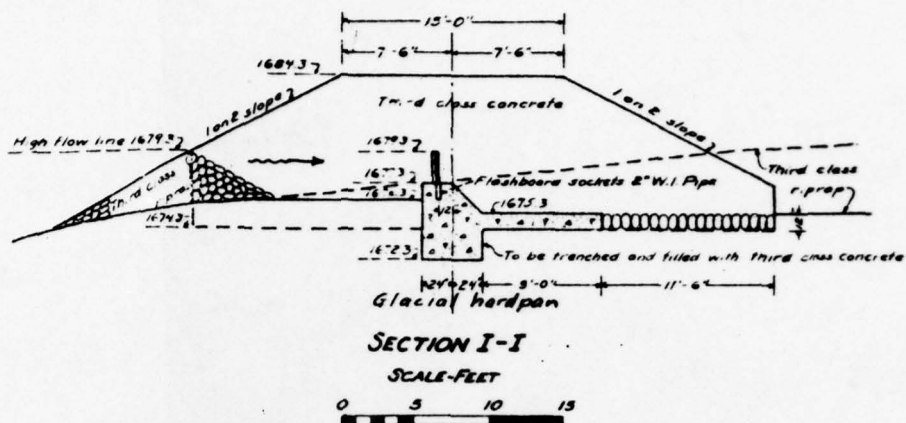 15'-0"
7'-6" 7'-6"
1684.3
1 on 2 slope
Third class concrete
1 on 2 slope
High flow line 1679.3
1679.3
Third class
riprap
Third class
Flashboard sockets 2" W.I. Pipe
1675.3
1674.3
1672.3
To be trenched and filled with third class concrete
24" 24" 9'-0" 11'-6"
Glacial hardpan
SECTION I-I
SCALE-FEET
0 5 10 15